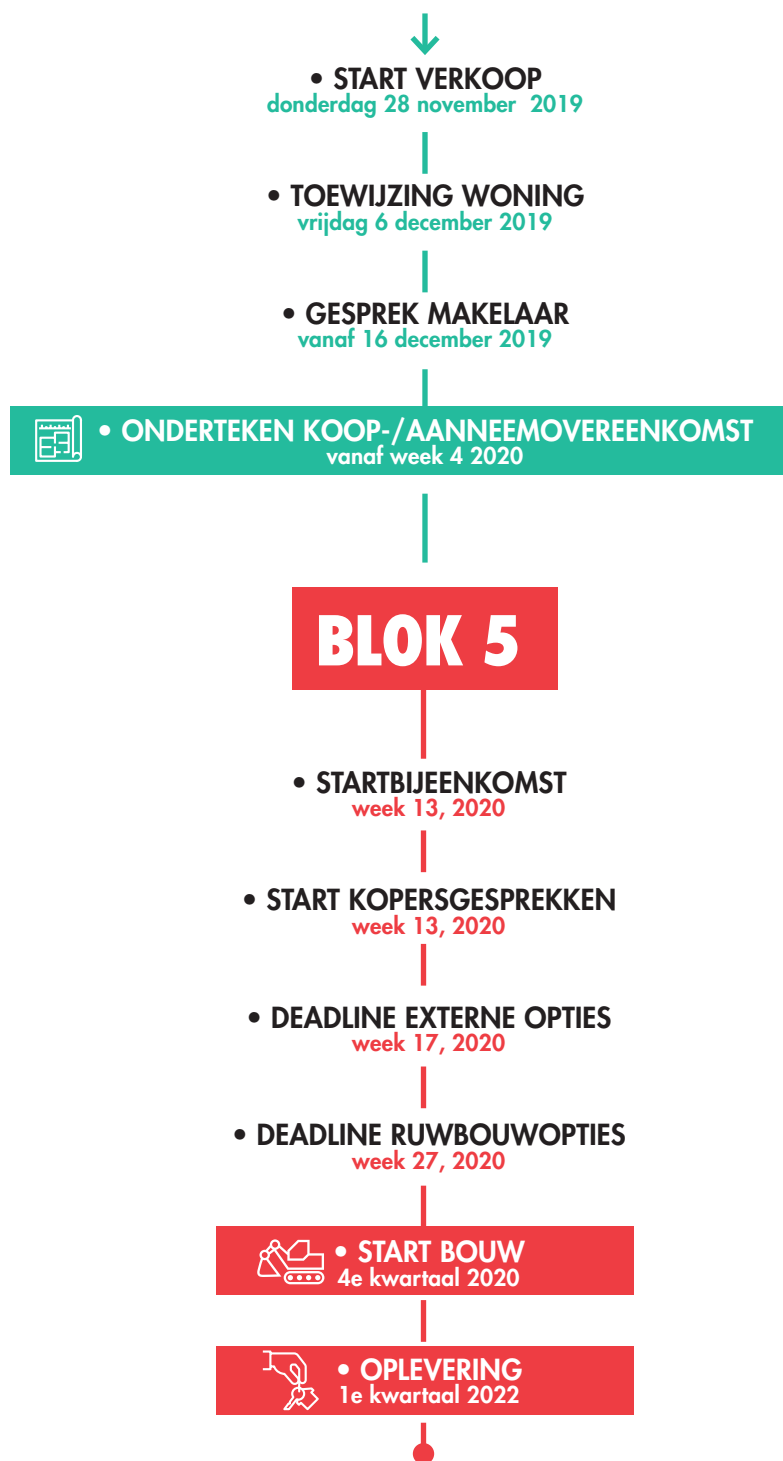 • START VERKOOP
donderdag 28 november 2019
• TOEWIJZING WONING
vrijdag 6 december 2019
• GESPREK MAKELAAR
vanaf 16 december 2019
• ONDERTEKEN KOOP-/AANNEEMOVEREENKOMST
vanaf week 4 2020
BLOK 5
• STARTBIJEENKOMST
week 13, 2020
• START KOPERSGESPREKKEN
week 13, 2020
• DEADLINE EXTERNE OPTIES
week 17, 2020
• DEADLINE RUWBOUWOPTIES
week 27, 2020
• START BOUW
4e kwartaal 2020
• OPLEVERING
1e kwartaal 2022